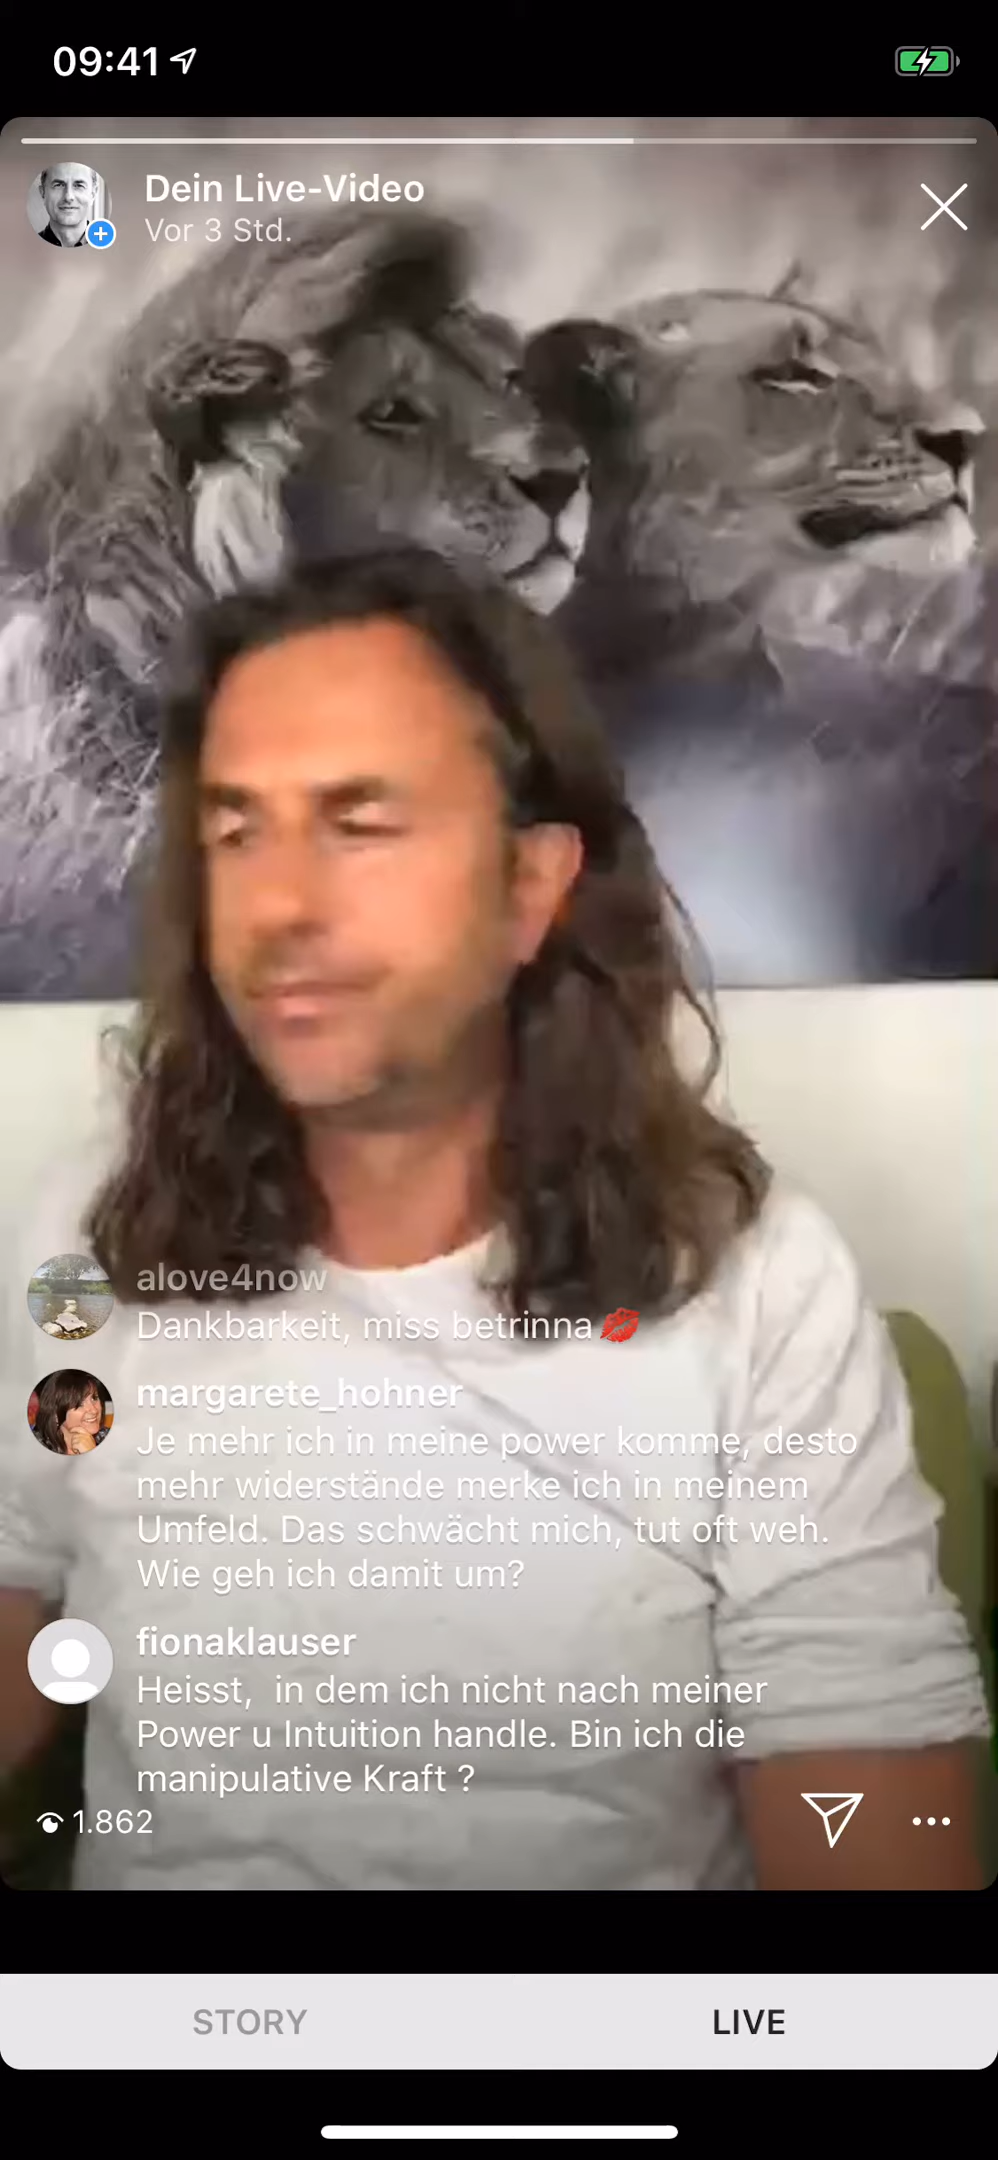 09:41
Dein Live-Video
Vor 3 Std.
alove4now
Dankbarkeit, miss betrinna💋
margarete_hohner
Je mehr ich in meine power komme, desto
mehr widerstände merke ich in meinem
Umfeld. Das schwächt mich, tut oft weh.
Wie geh ich damit um?
fionaklauser
Heisst,  in dem ich nicht nach meiner
Power u Intuition handle. Bin ich die
manipulative Kraft ?
1.862
STORY
LIVE